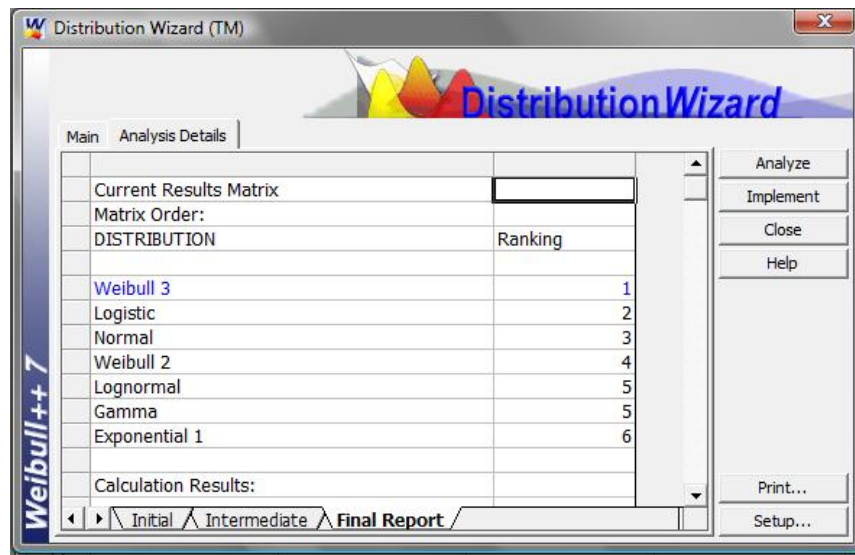 Distribution Wizard (TM)
Distribution Wizard
Main Analysis Details
Current Results Matrix
Matrix Order:
DISTRIBUTION Ranking
Weibull 3 1
Logistic 2
Normal 3
Weibull 2 4
Lognormal 5
Gamma 5
Exponential 1 6
Calculation Results:
Initial Intermediate Final Report
Analyze
Implement
Close
Help
Print...
Setup...
Weibull++ 7